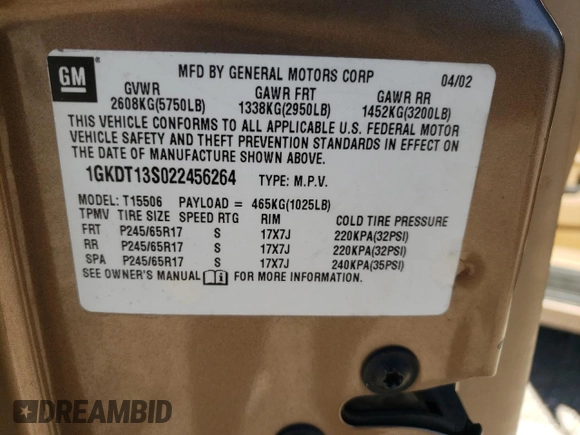 GM
®
MFD BY GENERAL MOTORS CORP 04/02
GVWR GAWR FRT GAWR RR
2608KG(5750LB) 1338KG(2950LB) 1452KG(3200LB)
THIS VEHICLE CONFORMS TO ALL APPLICABLE U.S. FEDERAL MOTOR
VEHICLE SAFETY AND THEFT PREVENTION STANDARDS IN EFFECT ON
THE DATE OF MANUFACTURE SHOWN ABOVE.
1GKDT13S022456264 TYPE: M.P.V.
MODEL: T15506 PAYLOAD = 465KG(1025LB)
TPMV TIRE SIZE SPEED RTG RIM COLD TIRE PRESSURE
FRT P245/65R17 S 17X7J 220KPA(32PSI)
RR P245/65R17 S 17X7J 220KPA(32PSI)
SPA P245/65R17 S 17X7J 240KPA(35PSI)
SEE OWNER'S MANUAL FOR MORE INFORMATION.
DREAMBID